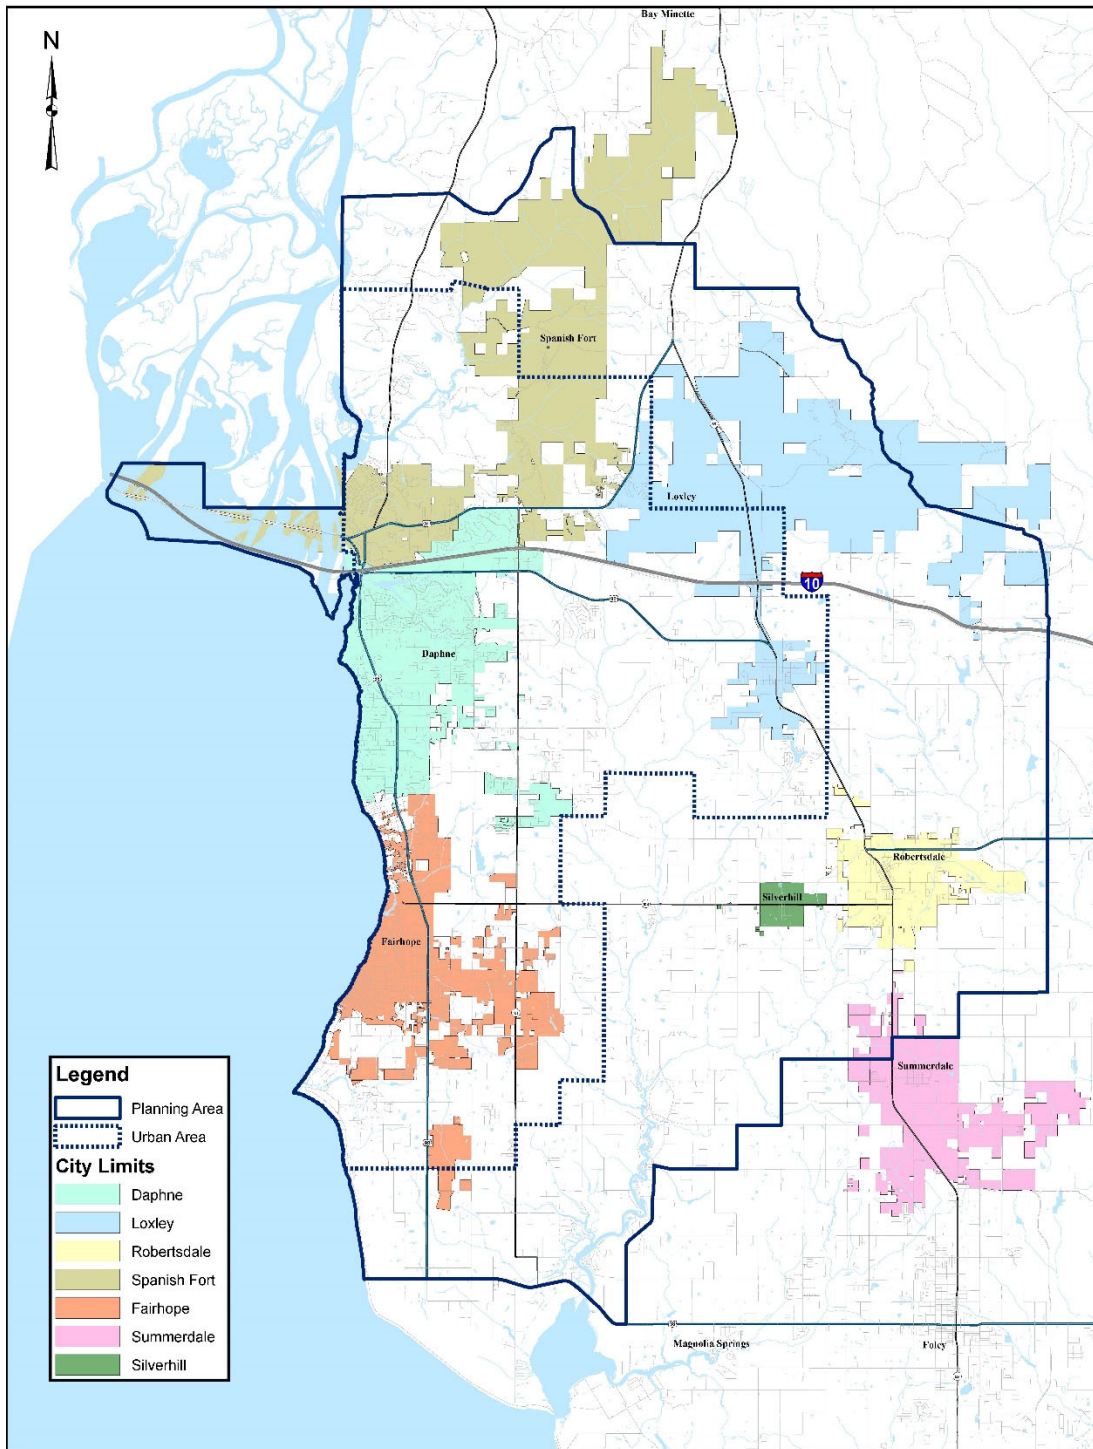 Bay Minette
N
Spanish Fort
Loxley
10
Daphne
Robertsdale
Silverhill
Fairhope
Summerdale
Legend
Planning Area
Urban Area
City Limits
Daphne
Loxley
Robertsdale
Spanish Fort
Fairhope
Summerdale
Silverhill
Magnolia Springs
Foley